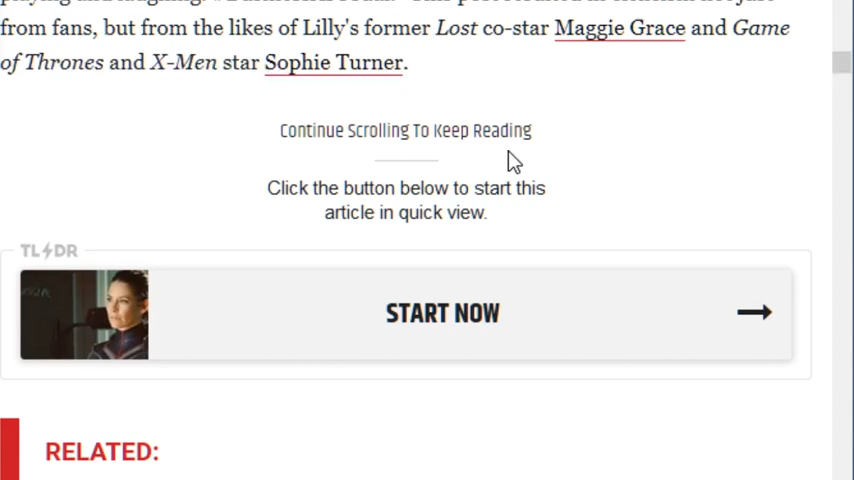 from fans, but from the likes of Lilly's former Lost co-star Maggie Grace and Game
of Thrones and X-Men star Sophie Turner.
Continue Scrolling To Keep Reading
Click the button below to start this
article in quick view.
TL DR
START NOW
RELATED: